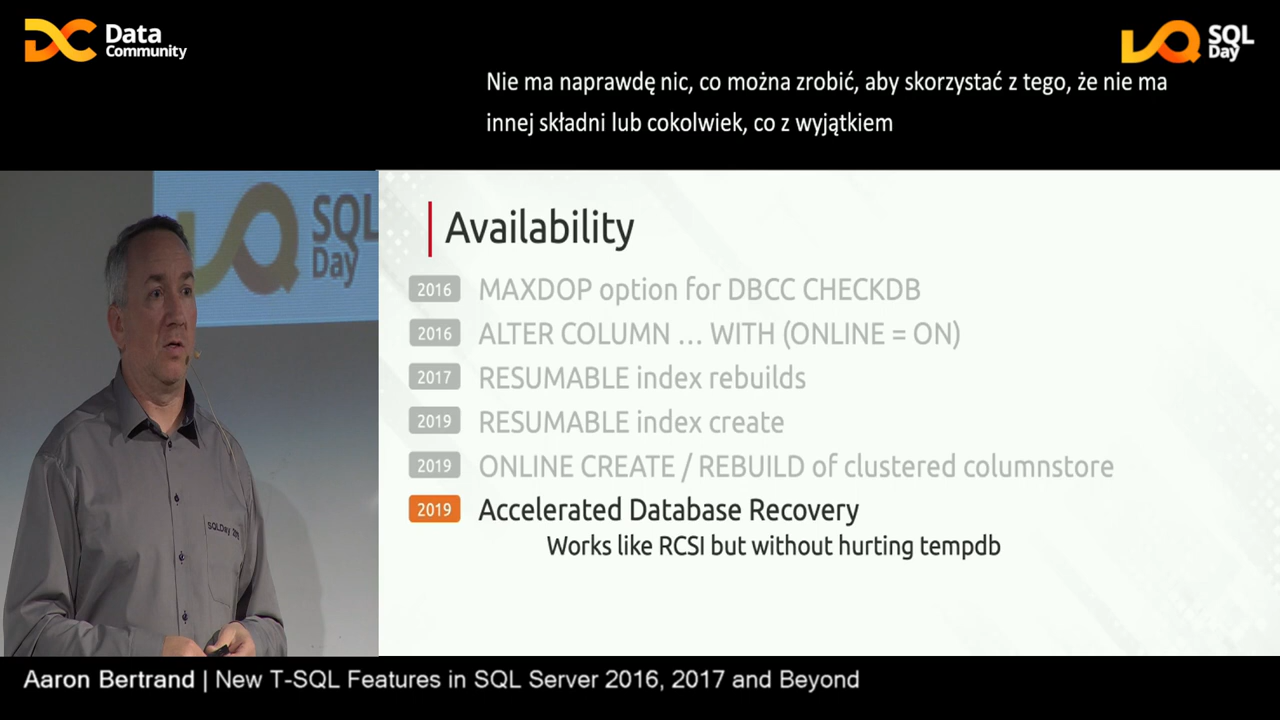 Data
Community
SQL
Day
Nie ma naprawdę nic, co można zrobić, aby skorzystać z tego, że nie ma
innej składni lub cokolwiek, co z wyjątkiem
SQL
Day
Availability
2016 MAXDOP option for DBCC CHECKDB
2016 ALTER COLUMN … WITH (ONLINE = ON)
2017 RESUMABLE index rebuilds
2019 RESUMABLE index create
2019 ONLINE CREATE / REBUILD of clustered columnstore
2019 Accelerated Database Recovery
Works like RCSI but without hurting tempdb
SQLDay
Aaron Bertrand | New T-SQL Features in SQL Server 2016, 2017 and Beyond